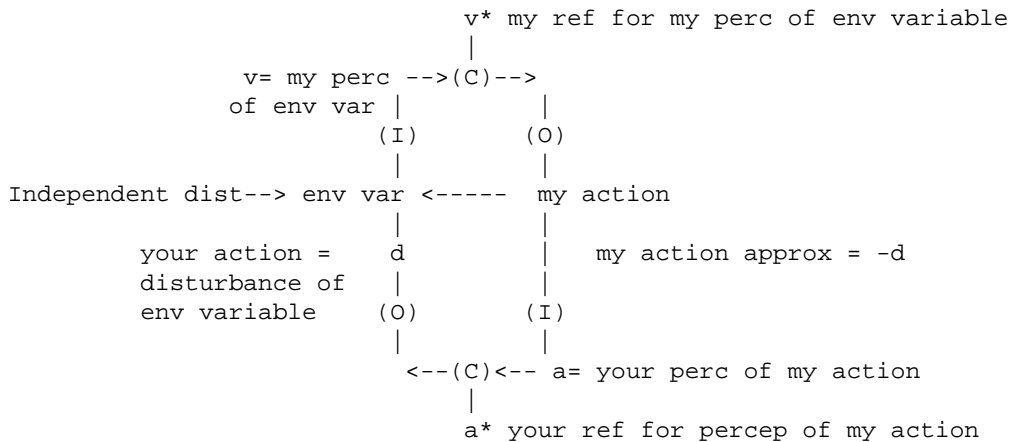 v* my ref for my perc of env variable
|
v= my perc -->(C)-->
of env var | |
(I) (O)
| |
Independent dist--> env var <----- my action
| |
your action = d | my action approx = -d
disturbance of | |
env variable (O) (I)
| |
<--(C)<-- a= your perc of my action
|
a* your ref for percep of my action